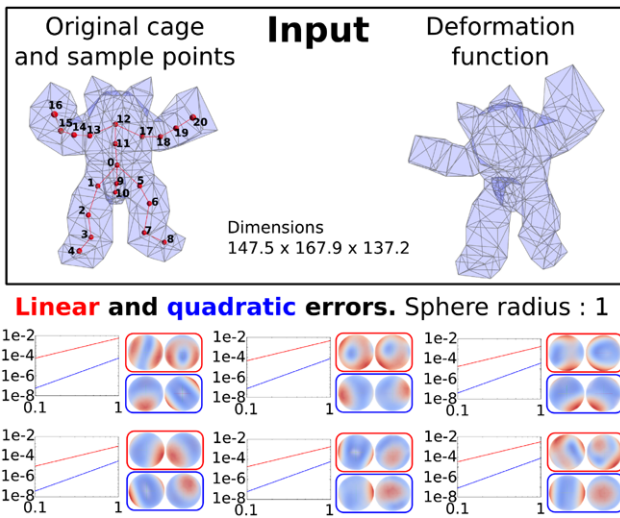 Original cage
and sample points
Input
Deformation
function
16
15
14
13
12
17
18
19
20
11
0
1
9
5
10
2
6
3
7
4
8
Dimensions
147.5 x 167.9 x 137.2
Linear and quadratic errors. Sphere radius : 1
1e-2
1e-4
1e-6
1e-8
0.1
1
1e-2
1e-4
1e-6
1e-8
0.1
1
1e-2
1e-4
1e-6
1e-8
0.1
1
1e-2
1e-4
1e-6
1e-8
0.1
1
1e-2
1e-4
1e-6
1e-8
0.1
1
1e-2
1e-4
1e-6
1e-8
0.1
1